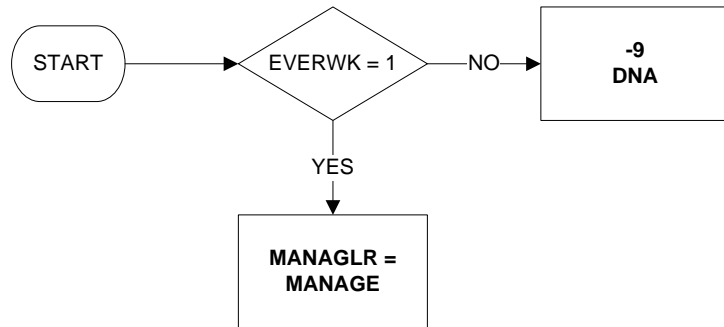 START
EVERWK = 1
NO
-9
DNA
YES
MANAGLR =
MANAGE